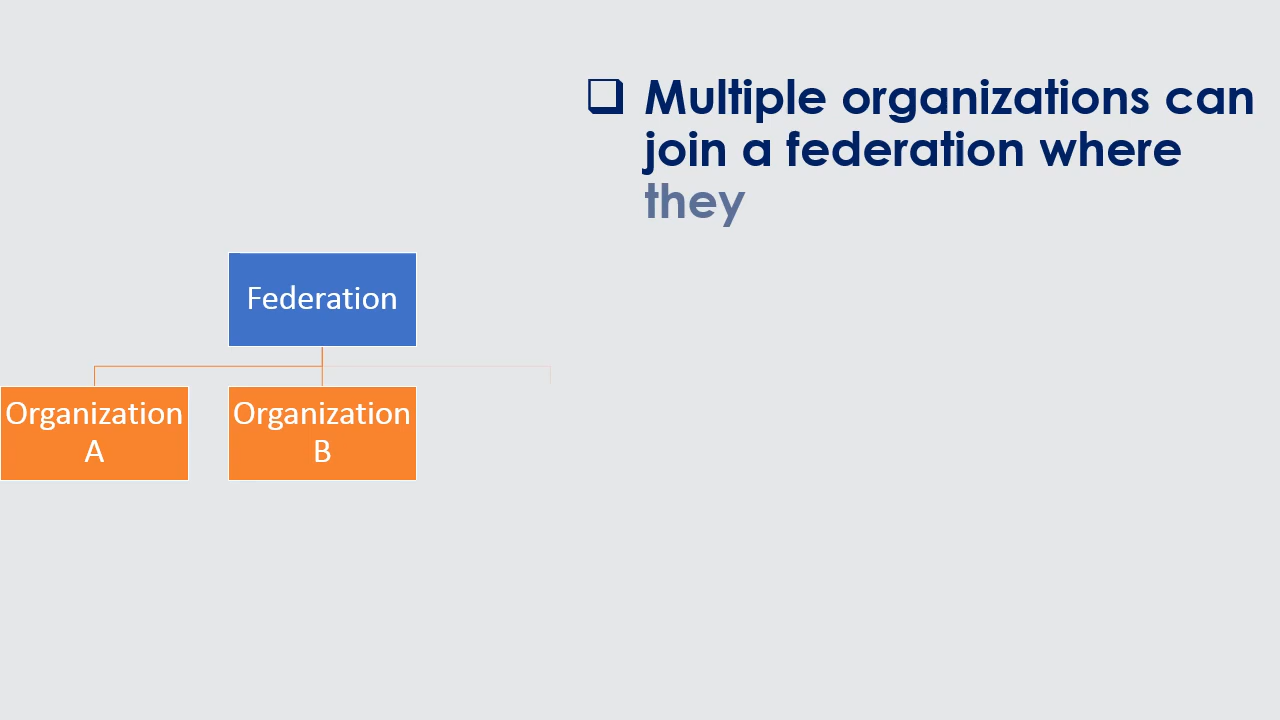 Multiple organizations can
join a federation where
they
Federation
Organization
A
Organization
B